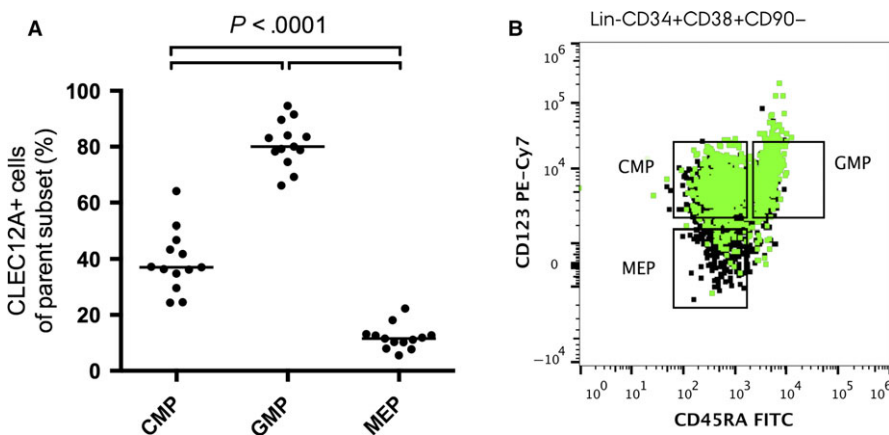 A
P < .0001
CLEC12A+ cells
of parent subset (%)
100
80
60
40
20
0
CMP
GMP
MEP
B
Lin-CD34+CD38+CD90–
CD123 PE-Cy7
10^6
10^5
10^4
0
–10^4
CMP
GMP
MEP
10^0 10^1 10^2 10^3 10^4 10^5 10^6
CD45RA FITC